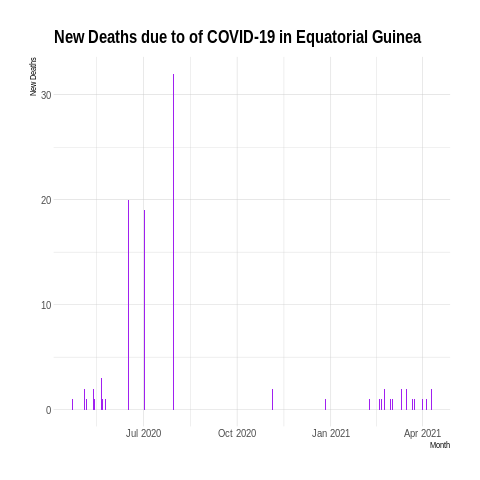 New Deaths due to of COVID-19 in Equatorial Guinea
New Deaths
30
20
10
0
Jul 2020 Oct 2020 Jan 2021 Apr 2021
Month